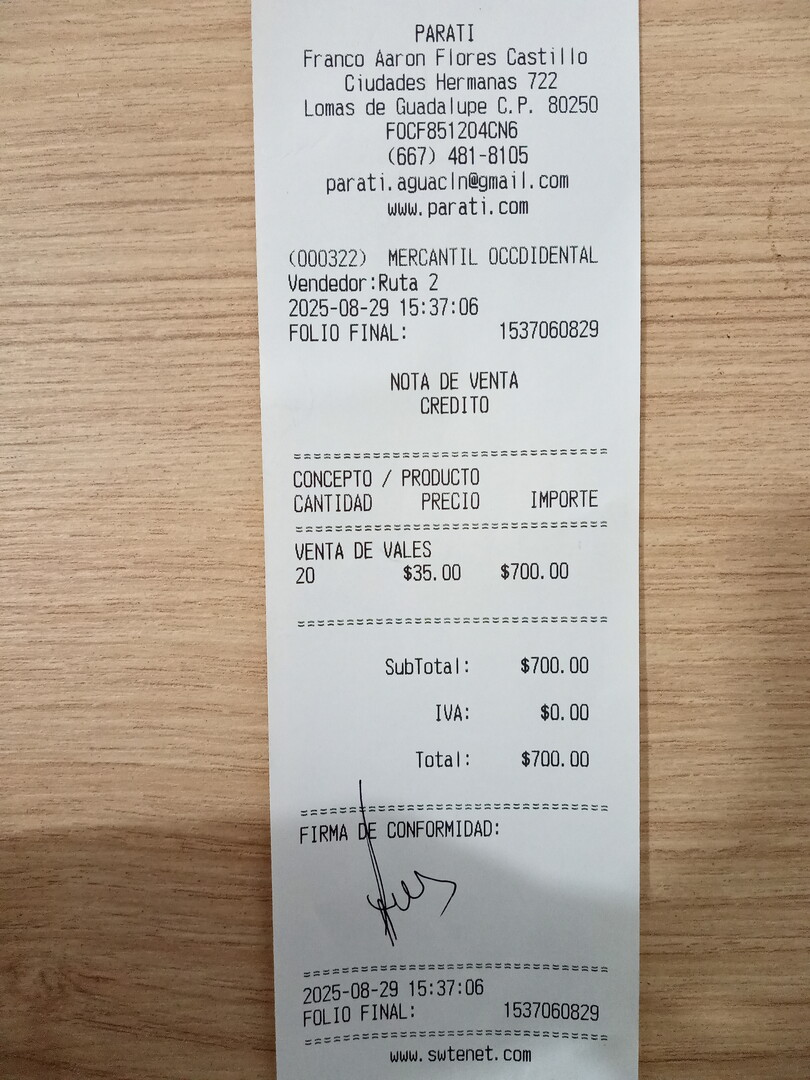 PARATI
Franco Aaron Flores Castillo
Ciudades Hermanas 722
Lomas de Guadalupe C.P. 80250
FOCF851204CN6
(667) 481-8105
parati.aguacln@gmail.com
www.parati.com
(000322) MERCANTIL OCCDIDENTAL
Vendedor:Ruta 2
2025-08-29 15:37:06
FOLIO FINAL: 1537060829
NOTA DE VENTA
CREDITO
==============================
CONCEPTO / PRODUCTO
CANTIDAD PRECIO IMPORTE
==============================
VENTA DE VALES
20 $35.00 $700.00
==============================
SubTotal: $700.00
IVA: $0.00
Total: $700.00
==============================
FIRMA DE CONFORMIDAD:
==============================
2025-08-29 15:37:06
FOLIO FINAL: 1537060829
==============================
www.swtenet.com